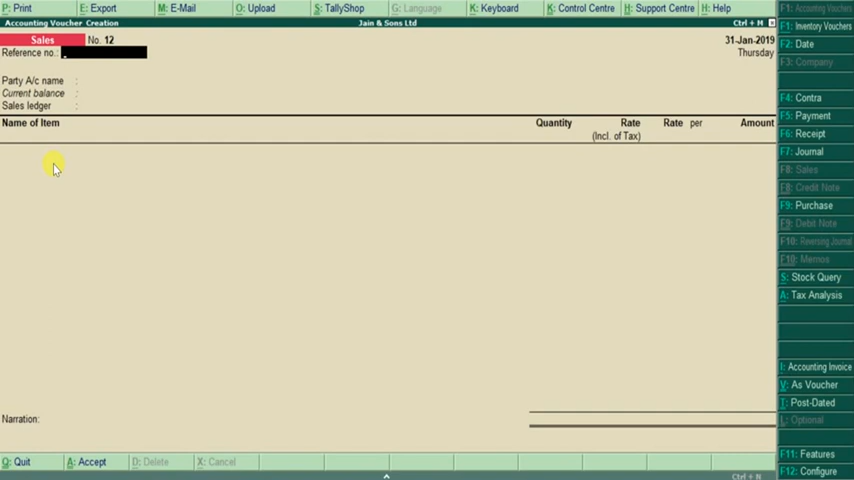 P: Print E: Export M: E-Mail O: Upload S: TallyShop G: Language K: Keyboard K: Control Centre H: Support Centre H: Help
Accounting Voucher Creation Jain & Sons Ltd Ctrl + M x
Sales No. 12 31-Jan-2019
Reference no.: Thursday
Party A/c name :
Current balance :
Sales ledger :
Name of Item Quantity Rate Rate per Amount
(Incl. of Tax)
Narration:
Q: Quit A: Accept D: Delete X: Cancel
Ctrl + N
F1: Accounting Vouchers
F1: Inventory Vouchers
F2: Date
F3: Company
F4: Contra
F5: Payment
F6: Receipt
F7: Journal
F8: Sales
F8: Credit Note
F9: Purchase
F9: Debit Note
F10: Reversing Journal
F10: Memos
S: Stock Query
A: Tax Analysis
I: Accounting Invoice
V: As Voucher
T: Post-Dated
L: Optional
F11: Features
F12: Configure